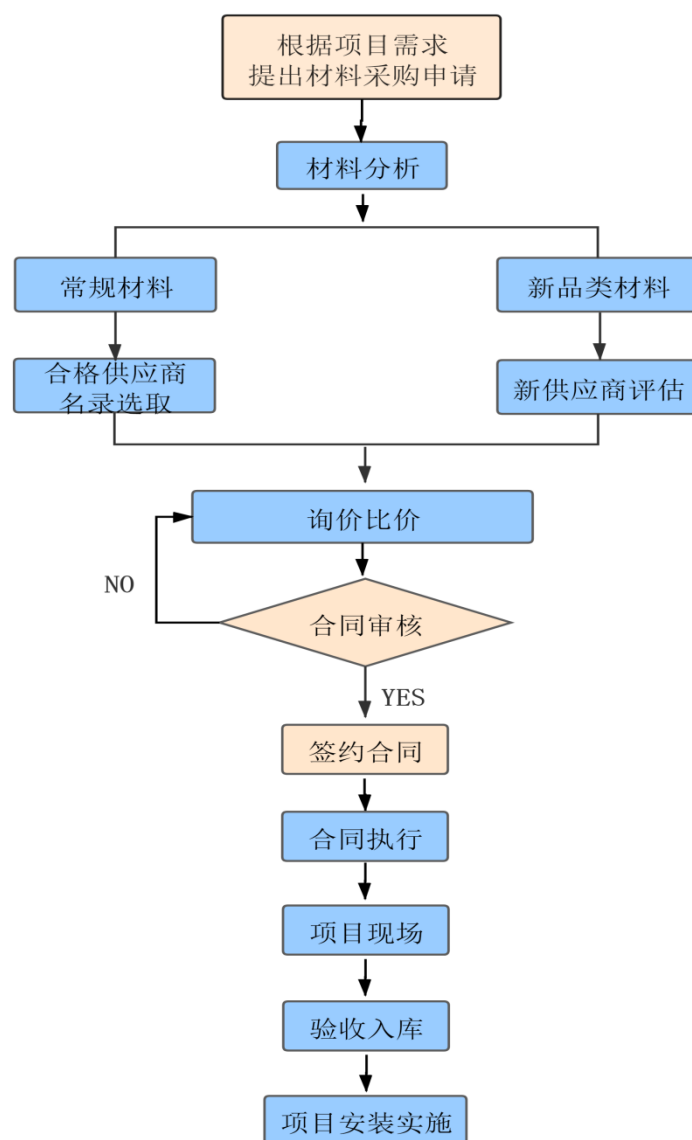 根据项目需求
提出材料采购申请
材料分析
常规材料
新品类材料
合格供应商
名录选取
新供应商评估
询价比价
NO
合同审核
YES
签约合同
合同执行
项目现场
验收入库
项目安装实施